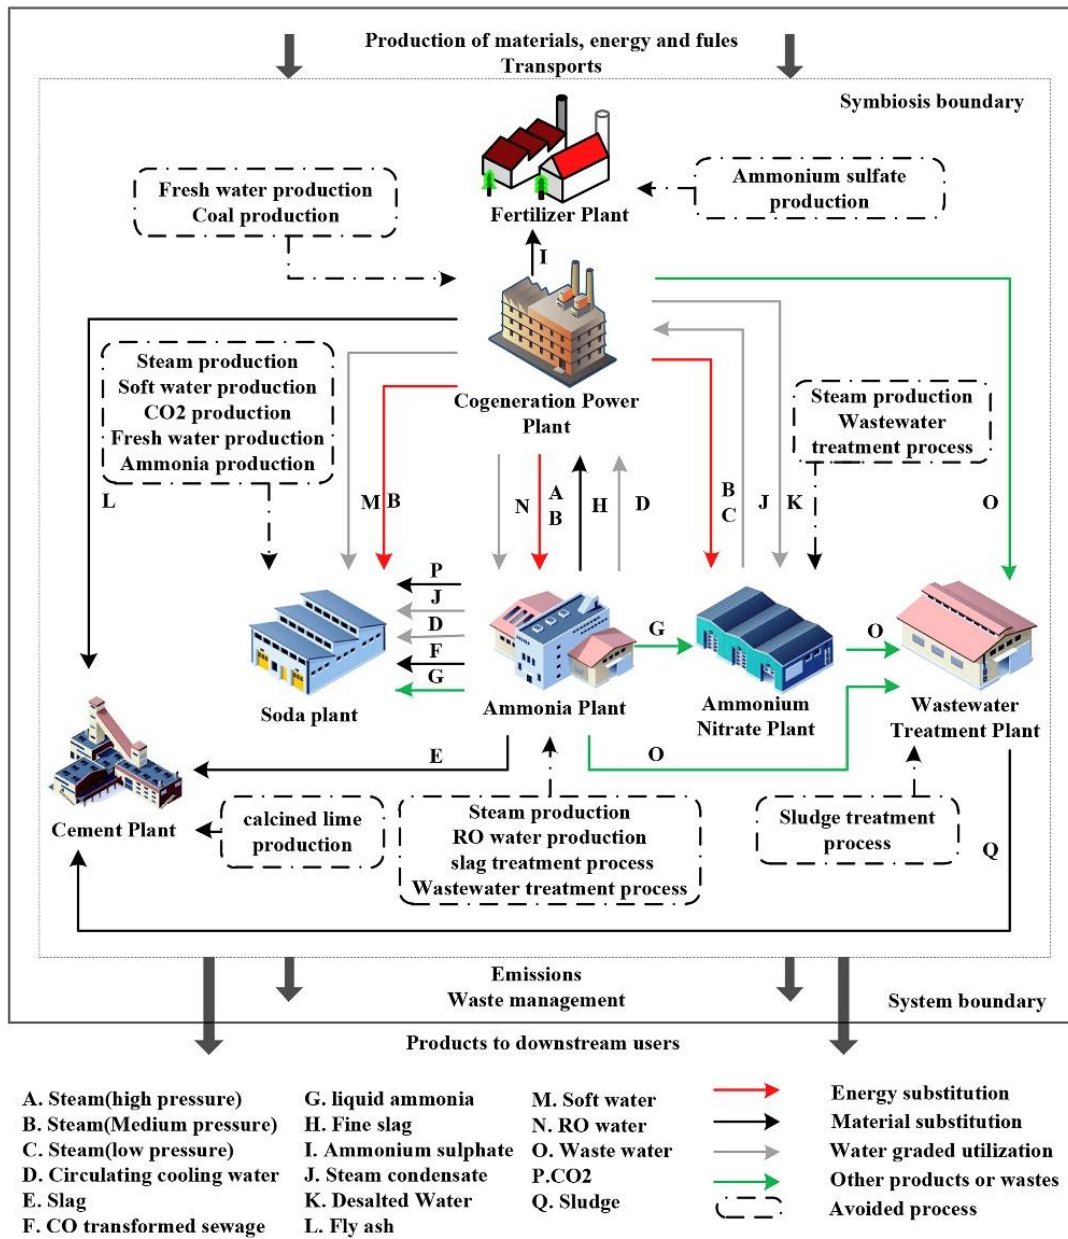 Production of materials, energy and fules
Transports
Symbiosis boundary
Fresh water production
Coal production
Ammonium sulfate
production
Fertilizer Plant
I
Steam production
Soft water production
CO2 production
Fresh water production
Ammonia production
Cogeneration Power
Plant
Steam production
Wastewater
treatment process
L
M
B
N
A
B
H
D
B
C
J
K
O
P
J
D
F
G
G
O
Soda plant
Ammonia Plant
Ammonium
Nitrate Plant
Wastewater
Treatment Plant
E
O
Cement Plant
calcined lime
production
Steam production
RO water production
slag treatment process
Wastewater treatment process
Sludge treatment
process
Q
Emissions
Waste management
System boundary
Products to downstream users
A. Steam(high pressure)
B. Steam(Medium pressure)
C. Steam(low pressure)
D. Circulating cooling water
E. Slag
F. CO transformed sewage
G. liquid ammonia
H. Fine slag
I. Ammonium sulphate
J. Steam condensate
K. Desalted Water
L. Fly ash
M. Soft water
N. RO water
O. Waste water
P.CO2
Q. Sludge
Energy substitution
Material substitution
Water graded utilization
Other products or wastes
Avoided process